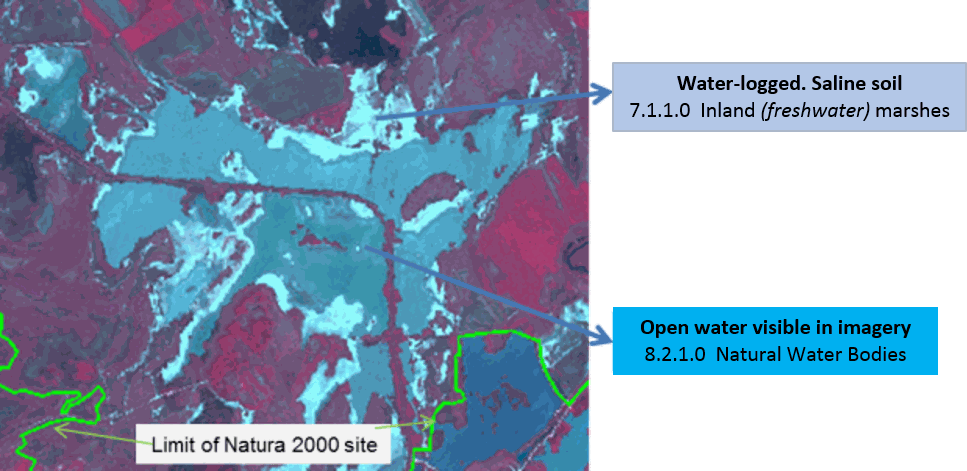 Water-logged. Saline soil
7.1.1.0 Inland (freshwater) marshes
Open water visible in imagery
8.2.1.0 Natural Water Bodies
Limit of Natura 2000 site